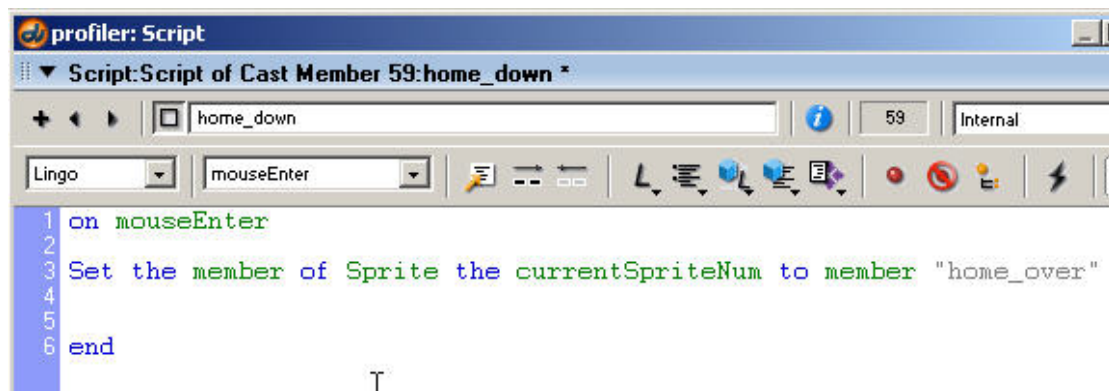 profiler: Script
Script:Script of Cast Member 59:home_down *
home_down 59 Internal
Lingo mouseEnter L
1 on mouseEnter
2
3 Set the member of Sprite the currentSpriteNum to member "home_over"
4
5
6 end